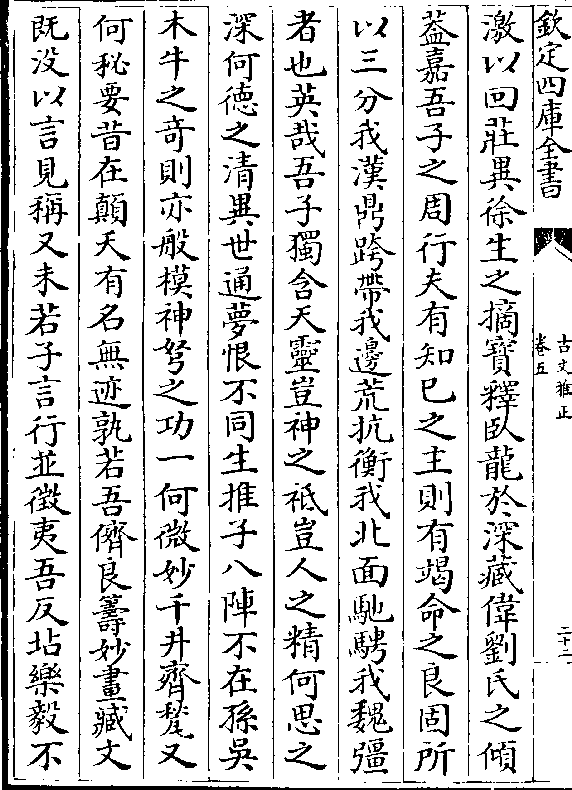 欽定四庫全書
古文雅正
卷五
二十二
激以回莊異徐生之摘寶釋臥龍於深藏偉劉氏之傾
蓋嘉吾子之周行夫有知己之主則有竭命之良固所
以三分我漢鼎跨帶我邊荒抗衡我北面馳騁我魏疆
者也英哉吾子獨含天靈豈神之祇豈人之精何思之
深何德之清異世通夢恨不同生推子八陣不在孫吳
木牛之奇則亦般模神弩之功一何微妙千井齊甃又
何秘要昔在顛夭有名無迹孰若吾儕良籌妙畫臧文
既没以言見稱又未若子言行並徵夷吾反坫樂毅不